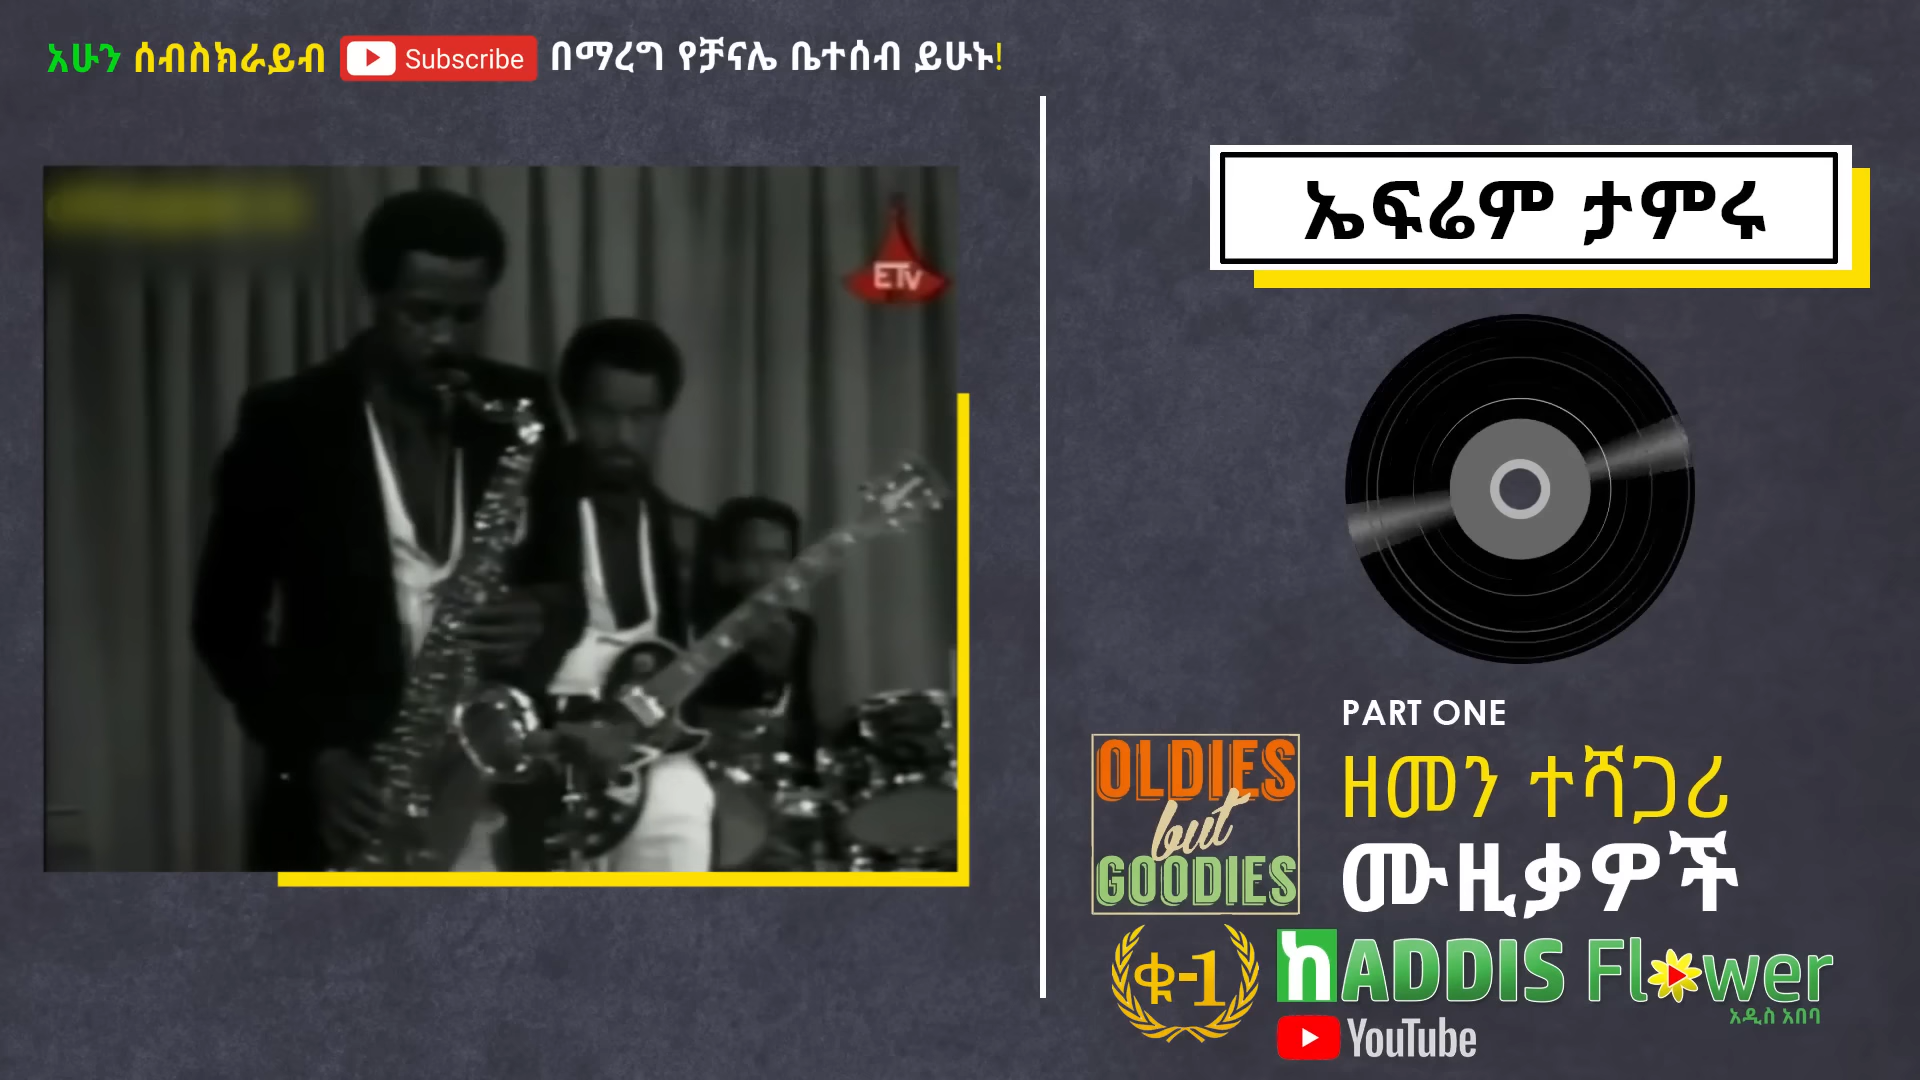 አሁን ሰብስክራይብ Subscribe በማረግ የቻናሌ ቤተሰብ ይሁኑ!
ETV
ኤፍሬም ታምሩ
PART ONE
ዘመን ተሻጋሪ
ሙዚቃዎች
OLDIES
but
GOODIES
ቁ-1
hADDIS Flower
አዲስ አበባ
YouTube